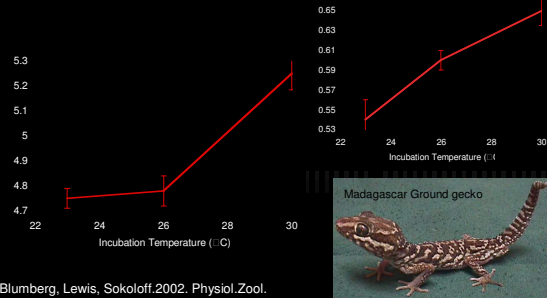 5.3
5.2
5.1
5
4.9
4.8
4.7
22 24 26 28 30
Incubation Temperature (□C)
0.65
0.63
0.61
0.59
0.57
0.55
0.53
22 24 26 28 30
Incubation Temperature (□
Madagascar Ground gecko
Blumberg, Lewis, Sokoloff.2002. Physiol.Zool.